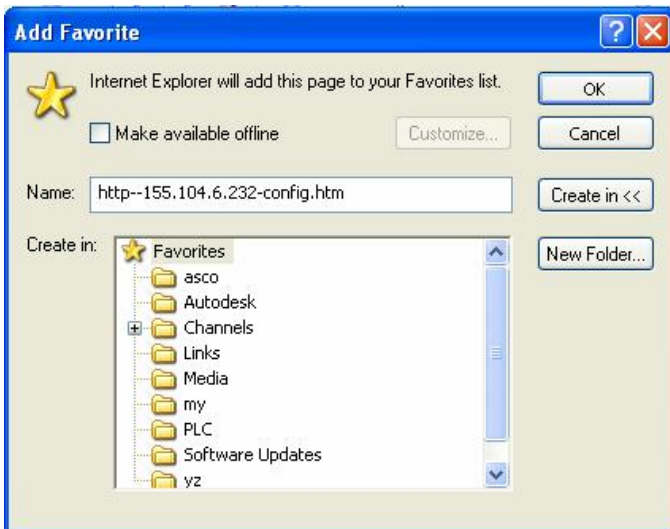 Add Favorite
Internet Explorer will add this page to your Favorites list.
OK
Make available offline
Customize...
Cancel
Name:
http--155.104.6.232-config.htm
Create in <<
Create in:
Favorites
New Folder...
asco
Autodesk
Channels
Links
Media
my
PLC
Software Updates
yz